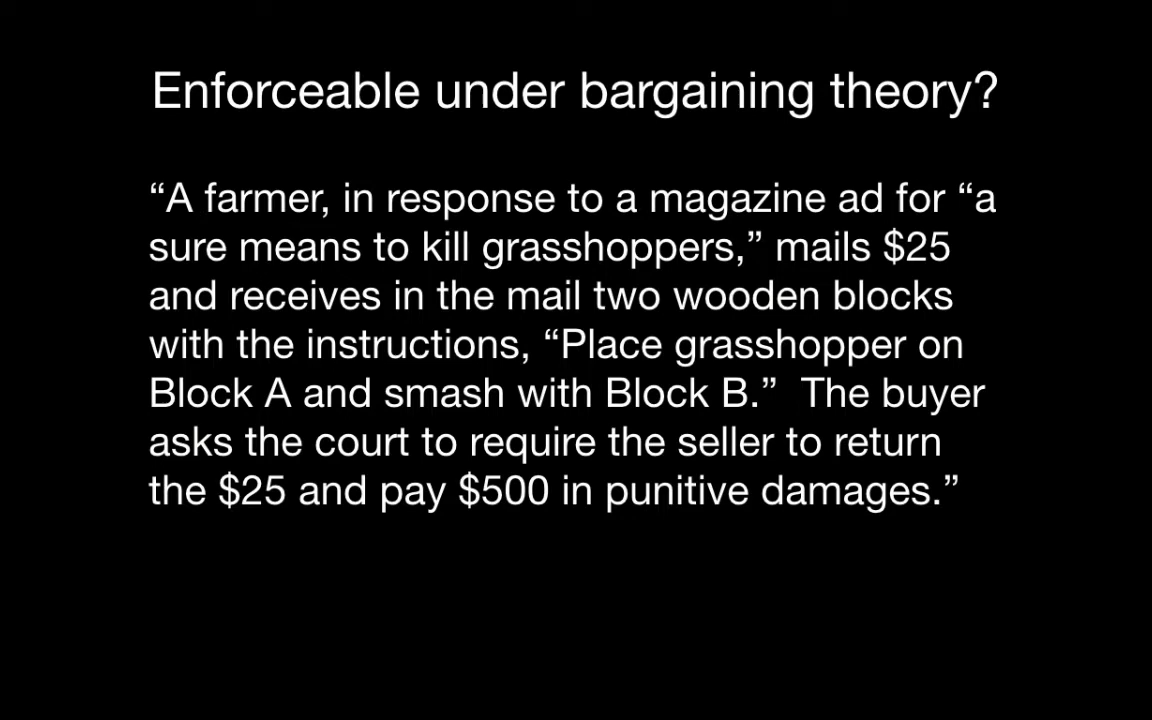 Enforceable under bargaining theory?
“A farmer, in response to a magazine ad for “a
sure means to kill grasshoppers,” mails $25
and receives in the mail two wooden blocks
with the instructions, “Place grasshopper on
Block A and smash with Block B.”  The buyer
asks the court to require the seller to return
the $25 and pay $500 in punitive damages.”